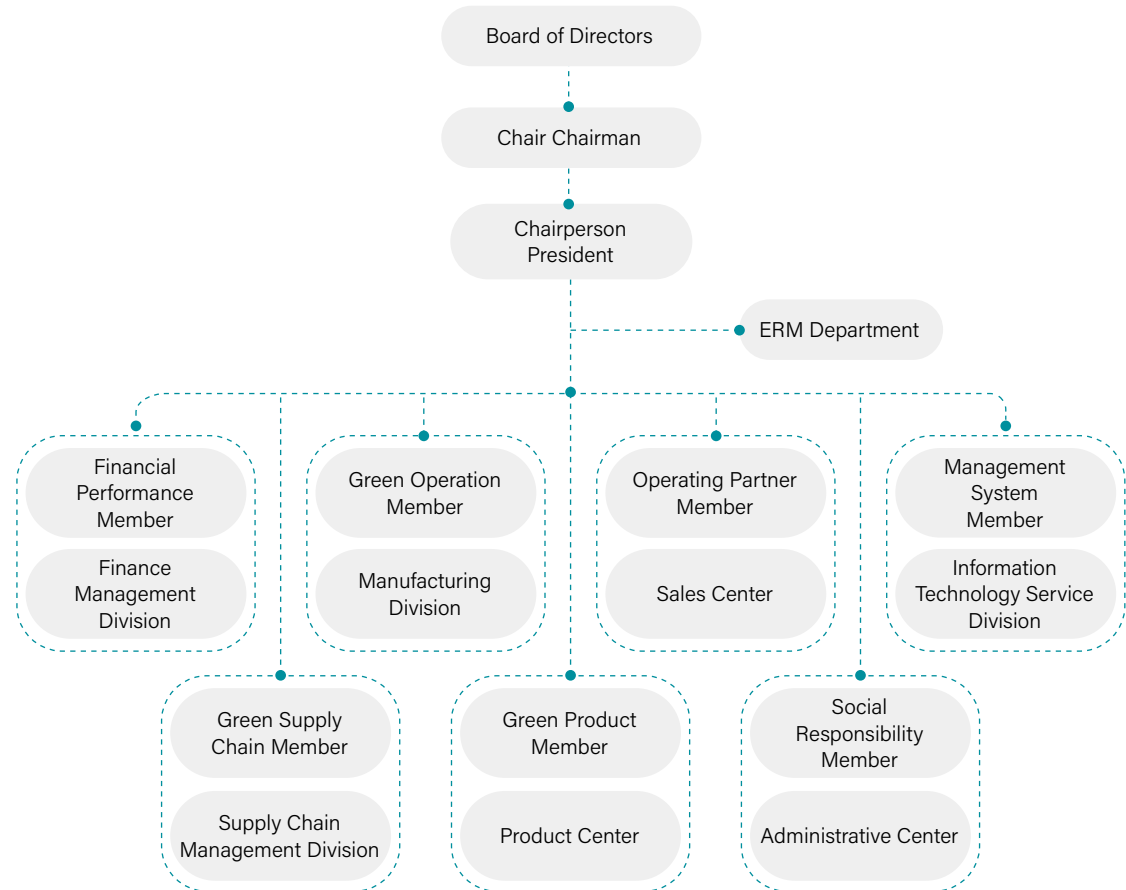 Board of Directors
Chair Chairman
Chairperson
President
ERM Department
Financial
Performance
Member
Finance
Management
Division
Green Operation
Member
Manufacturing
Division
Operating Partner
Member
Sales Center
Management
System
Member
Information
Technology Service
Division
Green Supply
Chain Member
Supply Chain
Management Division
Green Product
Member
Product Center
Social
Responsibility
Member
Administrative Center